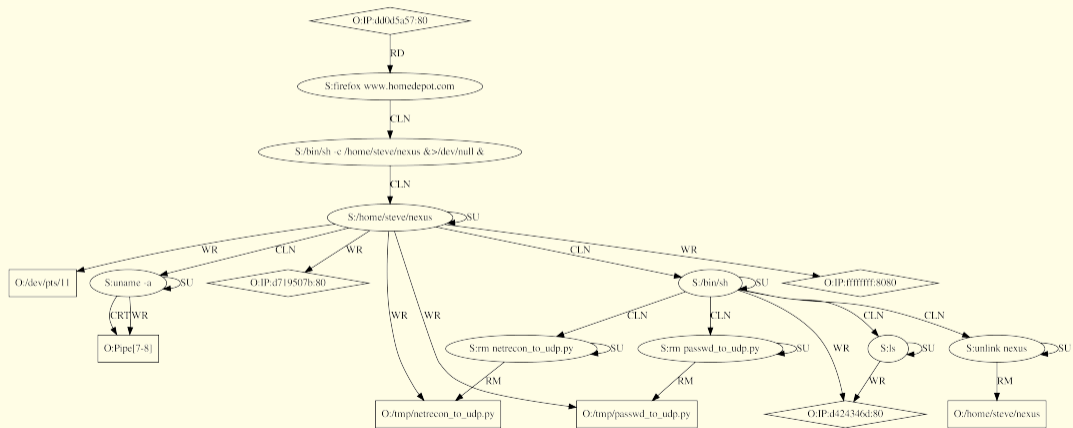 O:IP:dd0d5a57:80
RD
S:firefox www.homedepot.com
CLN
S:/bin/sh -c /home/steve/nexus &>/dev/null &
CLN
S:/home/steve/nexus
SU
WR
CLN
WR
CLN
WR
O:/dev/pts/11
S:uname -a
SU
O:IP:d719507b:80
S:/bin/sh
SU
O:IP:ffffffff:8080
CRT
WR
WR
WR
CLN
CLN
WR
CLN
CLN
O:Pipe[7-8]
S:rm netrecon_to_udp.py
SU
S:rm passwd_to_udp.py
SU
S:ls
SU
S:unlink nexus
SU
RM
RM
WR
RM
O:/tmp/netrecon_to_udp.py
O:/tmp/passwd_to_udp.py
O:IP:d424346d:80
O:/home/steve/nexus